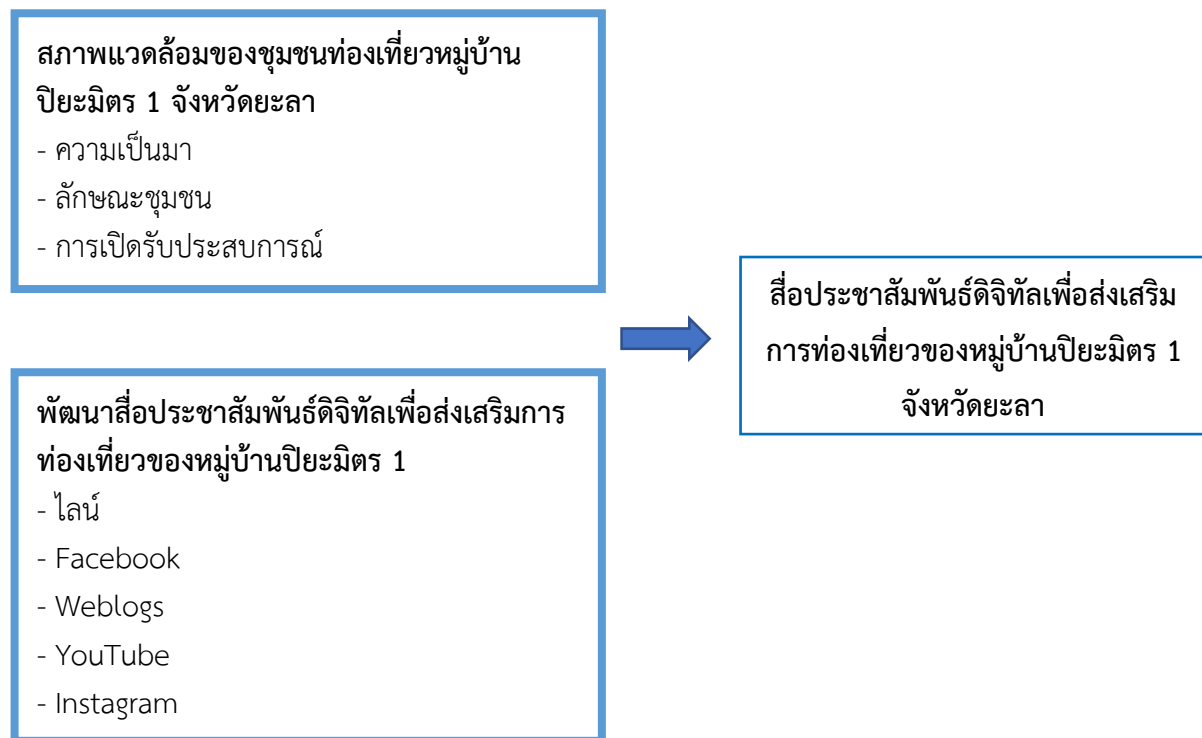 สภาพแวดล้อมของชุมชนท่องเที่ยวหมู่บ้าน
ปิยะมิตร 1 จังหวัดยะลา
- ความเป็นมา
- ลักษณะชุมชน
- การเปิดรับประสบการณ์
พัฒนาสื่อประชาสัมพันธ์ดิจิทัลเพื่อส่งเสริมการ
ท่องเที่ยวของหมู่บ้านปิยะมิตร 1
- ไลน์
- Facebook
- Weblogs
- YouTube
- Instagram
สื่อประชาสัมพันธ์ดิจิทัลเพื่อส่งเสริม
การท่องเที่ยวของหมู่บ้านปิยะมิตร 1
จังหวัดยะลา